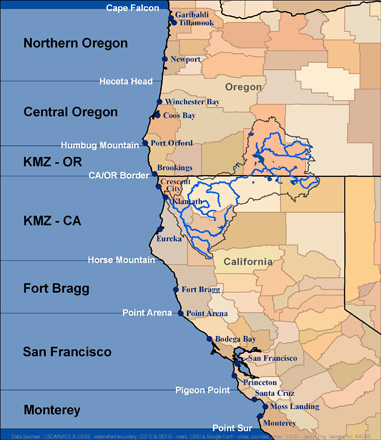 Cape Falcon
Garibaldi
Tillamook
Northern Oregon
Newport
Heceta Head
Oregon
Winchester Bay
Central Oregon
Coos Bay
Humbug Mountain
Port Orford
KMZ - OR
Brookings
CA/OR Border
Crescent
City
Klamath
KMZ - CA
Eureka
Horse Mountain
California
Fort Bragg
Fort Bragg
Point Arena
Point Arena
Bodega Bay
San Francisco
San Francisco
Princeton
Pigeon Point
Santa Cruz
Moss Landing
Monterey
Monterey
Point Sur